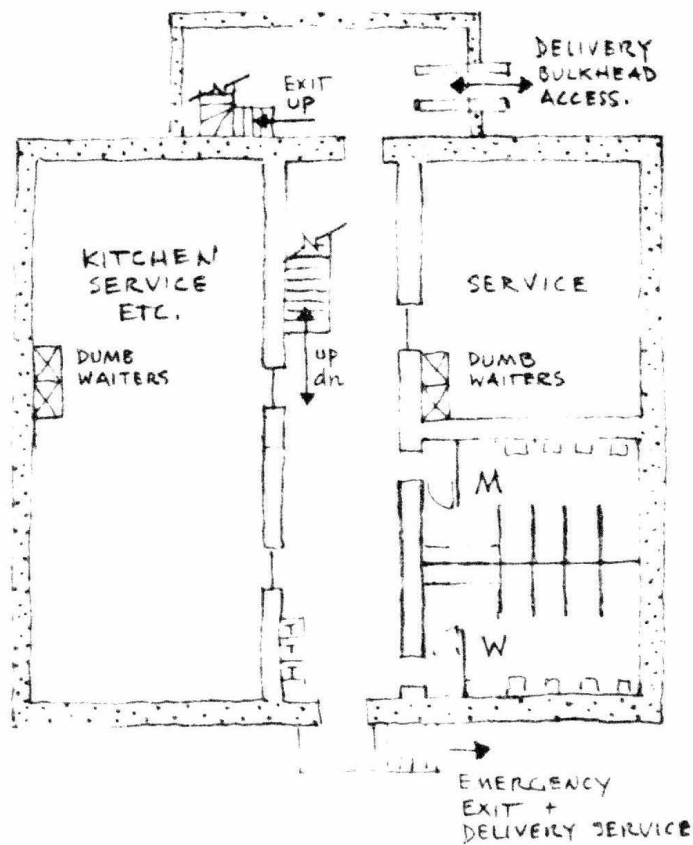 EXIT
UP
DELIVERY
BULKHEAD
ACCESS.
KITCHEN
SERVICE
ETC.
SERVICE
DUMB
WAITERS
up
dn
DUMB
WAITERS
M
W
T
T
I
EMERGENCY
EXIT +
DELIVERY SERVICE